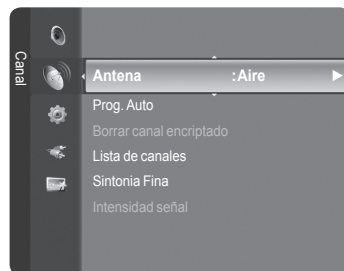 Canal
Antena :Aire
Prog. Auto
Borrar canal encriptado
Lista de canales
Sintonia Fina
Intensidad señal